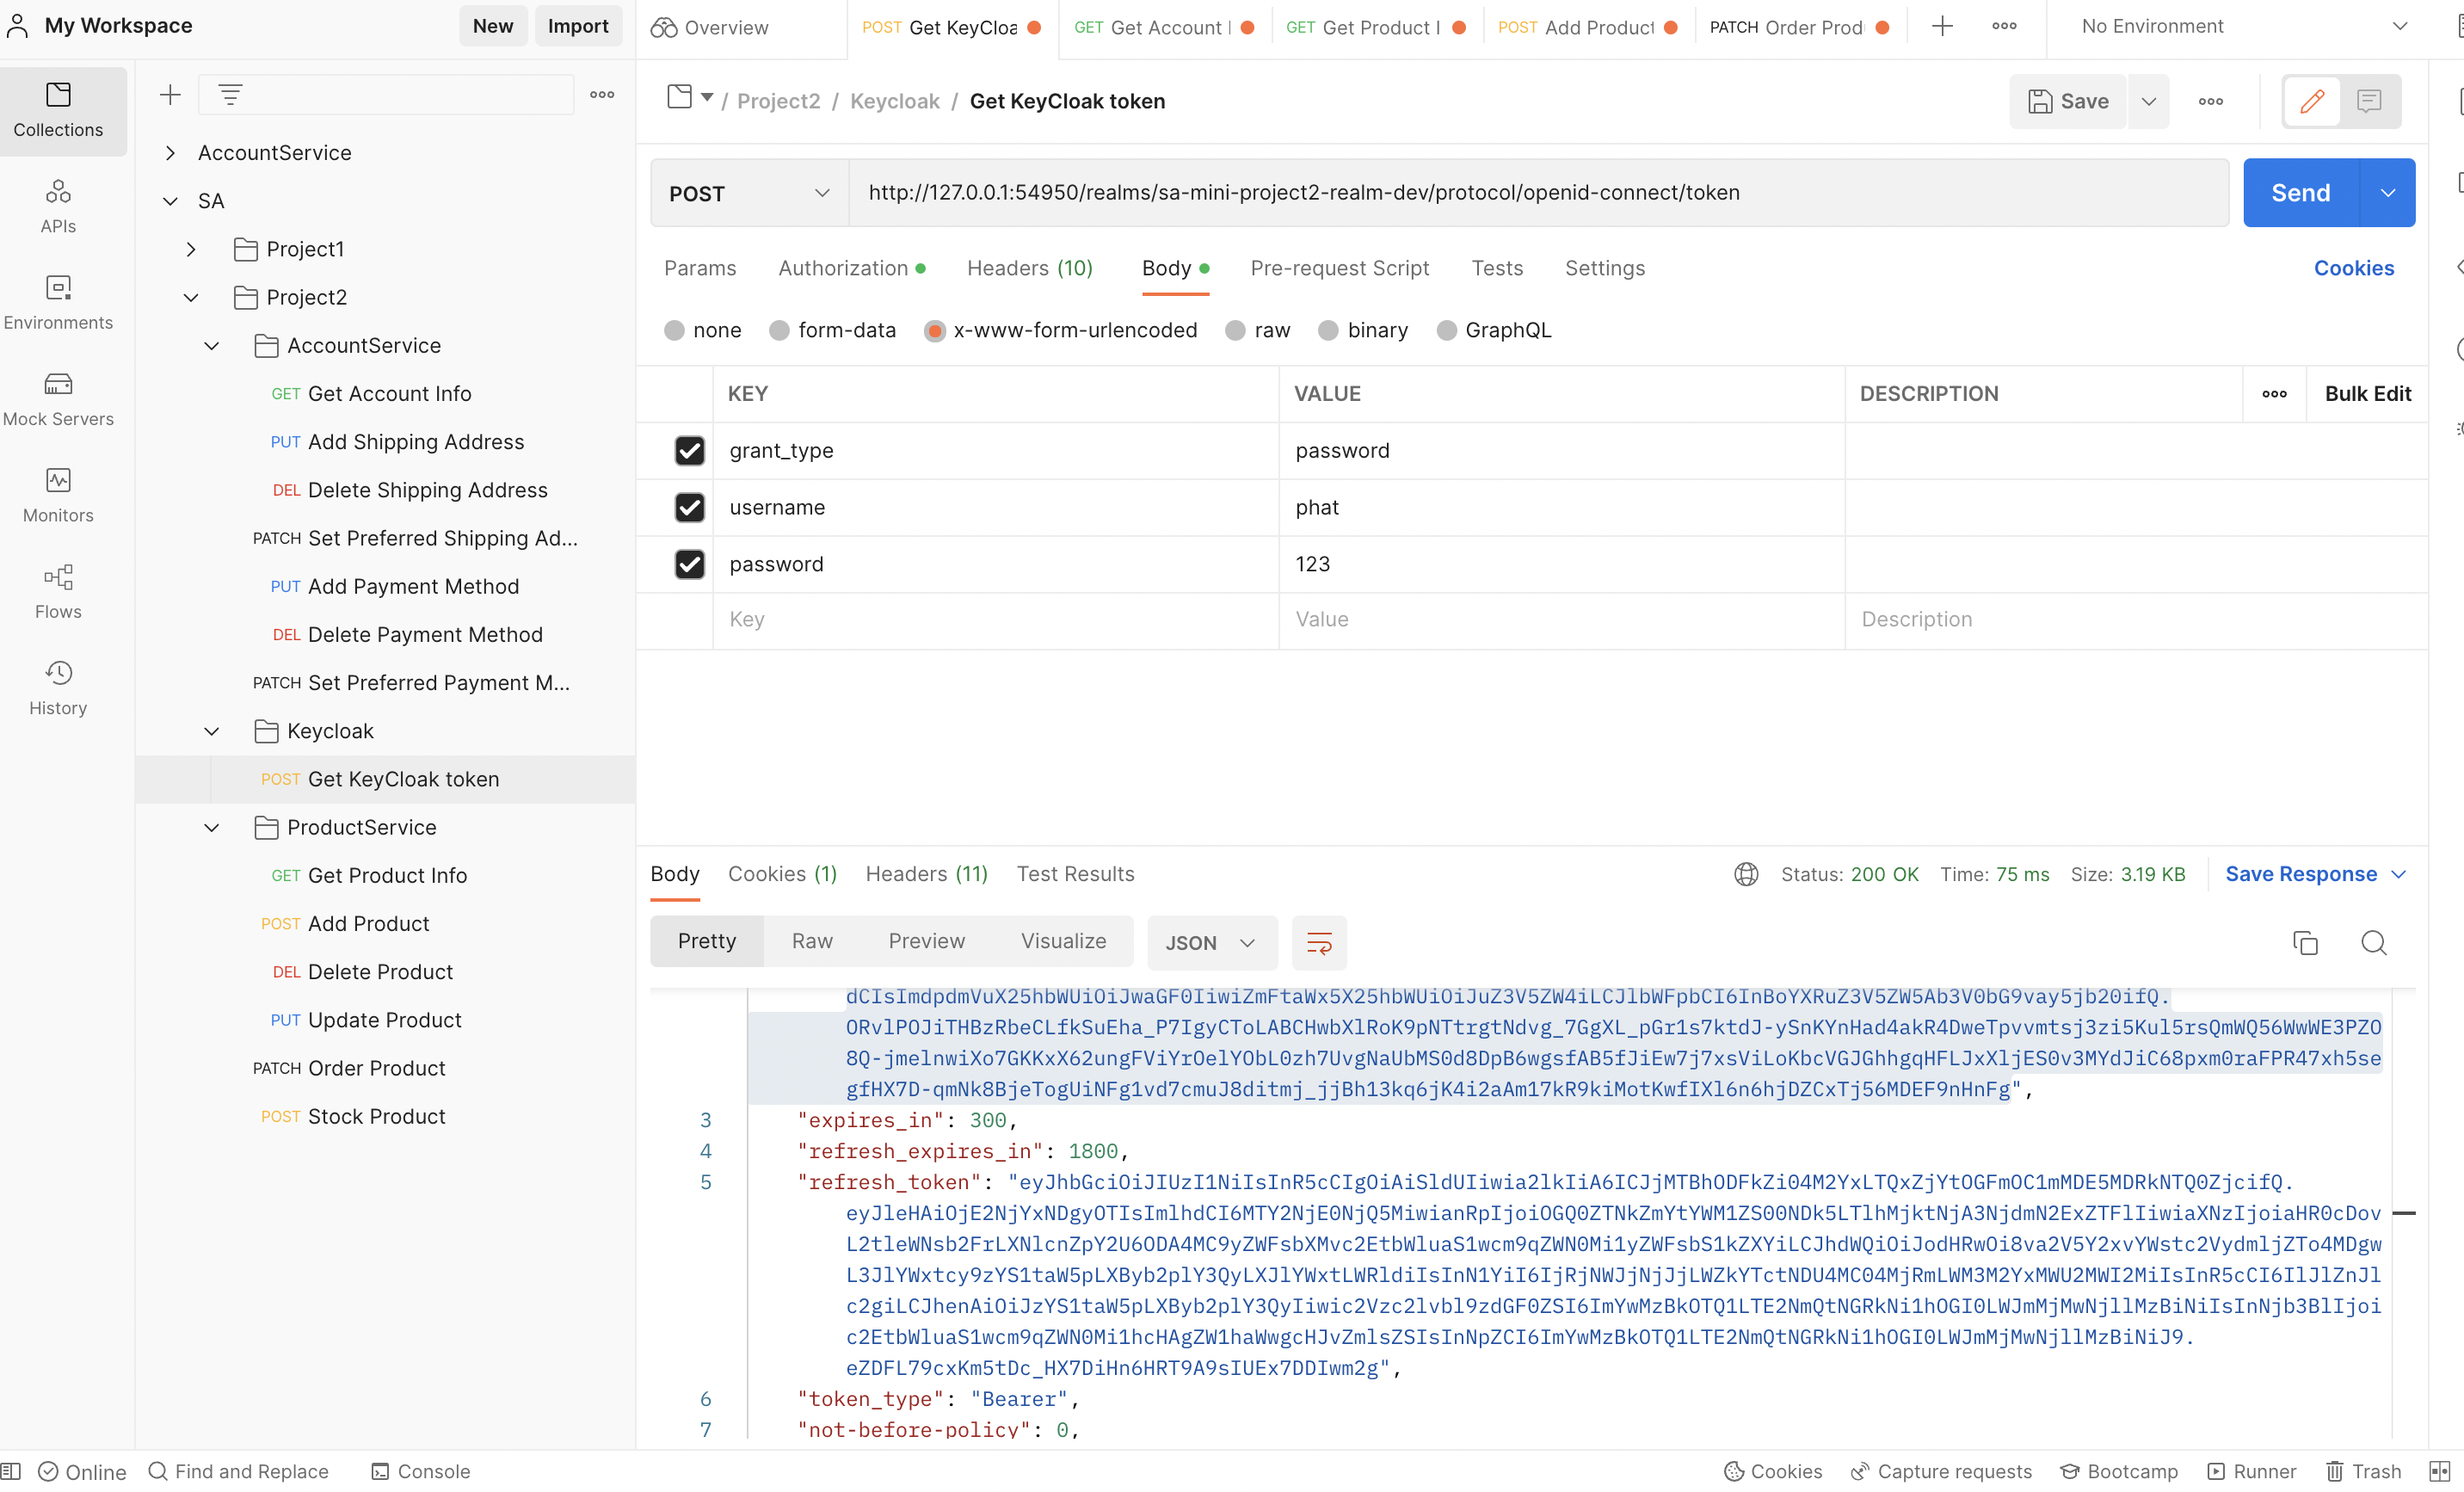 My Workspace
New
Import
Overview
POST Get KeyCloa
GET Get Account
GET Get Product I
POST Add Product
PATCH Order Prod
No Environment
Collections
APIs
Environments
Mock Servers
Monitors
Flows
History
AccountService
SA
Project1
Project2
AccountService
GET Get Account Info
PUT Add Shipping Address
DEL Delete Shipping Address
PATCH Set Preferred Shipping Ad...
PUT Add Payment Method
DEL Delete Payment Method
PATCH Set Preferred Payment M...
Keycloak
POST Get KeyCloak token
ProductService
GET Get Product Info
POST Add Product
DEL Delete Product
PUT Update Product
PATCH Order Product
POST Stock Product
/ Project2 / Keycloak / Get KeyCloak token
Save
POST http://127.0.0.1:54950/realms/sa-mini-project2-realm-dev/protocol/openid-connect/token
Send
Params Authorization Headers (10) Body Pre-request Script Tests Settings Cookies
none form-data x-www-form-urlencoded raw binary GraphQL
KEY VALUE DESCRIPTION Bulk Edit
grant_type password
username phat
password 123
Key Value Description
Body Cookies (1) Headers (11) Test Results
Status: 200 OK Time: 75 ms Size: 3.19 KB Save Response
Pretty Raw Preview Visualize JSON
dCIsImdpdmVuX25hbWUiOiJwaGF0IiwiZmFtaWx5X25hbWUiOiJuZ3V5ZW4iLCJlbWFpbCI6InBoYXRuZ3V5ZW5Ab3V0bG9vay5jb20ifQ.
ORvlPOJiTHBzRbeCLfkSuEha_P7IgyCToLABCHwbXlRoK9pNTtrgtNdvg_7GgXL_pGr1s7ktdJ-ySnKYnHad4akR4DweTpvvmtsj3zi5Kul5rsQmWQ56WwWE3PZO
8Q-jmelnwiXo7GKKxX62ungFViYrOelYObL0zh7UvgNaUbMS0d8DpB6wgsfAB5fJiEw7j7xsViLoKbcVGJGhhgqHFLJxXljES0v3MYdJiC68pxm0raFPR47xh5se
gfHX7D-qmNk8BjeTogUiNFg1vd7cmuJ8ditmj_jjBh13kq6jK4i2aAm17kR9kiMotKwfIXl6n6hjDZCxTj56MDEF9nHnFg",
3 "expires_in": 300,
4 "refresh_expires_in": 1800,
5 "refresh_token": "eyJhbGciOiJIUzI1NiIsInR5cCIgOiAiSldUIiwia2lkIiA6ICJjMTBhODFkZi04M2YxLTQxZjYtOGFmOC1mMDE5MDRkNTQ0ZjcifQ.
eyJleHAiOjE2NjYxNDgyOTIsImlhdCI6MTY2NjE0NjQ5MiwianRpIjoiOGQ0ZTNkZmYtYWM1ZS00NDk5LTlhMjktNjA3NjdmN2ExZTFlIiwiaXNzIjoiaHR0cDov
L2tleWNsb2FrLXNlcnZpY2U6ODA4MC9yZWFsbXMvc2EtbWluaS1wcm9qZWN0Mi1yZWFsbS1kZXYiLCJhdWQiOiJodHRwOi8va2V5Y2xvYWstc2VydmljZTo4MDgw
L3JlYWxtcy9zYS1taW5pLXByb2plY3QyLXJlYWxtLWRldiIsInN1YiI6IjRjNWJjNjJjLWZkYTctNDU4MC04MjRmLWM3M2YxMWU2MWI2MiIsInR5cCI6IlJlZnJl
c2giLCJhenAiOiJzYS1taW5pLXByb2plY3QyIiwic2Vzc2lvbl9zdGF0ZSI6ImYwMzBkOTQ1LTE2NmQtNGRkNi1hOGI0LWJmMjMwNjllMzBiNiIsInNjb3BlIjoi
c2EtbWluaS1wcm9qZWN0Mi1hcHAgZW1haWwgcHJvZmlsZSIsInNpZCI6ImYwMzBkOTQ1LTE2NmQtNGRkNi1hOGI0LWJmMjMwNjllMzBiNiJ9.
eZDFL79cxKm5tDc_HX7DiHn6HRT9A9sIUEx7DDIwm2g",
6 "token_type": "Bearer",
7 "not-before-policy": 0,
Online Find and Replace Console Cookies Capture requests Bootcamp Runner Trash